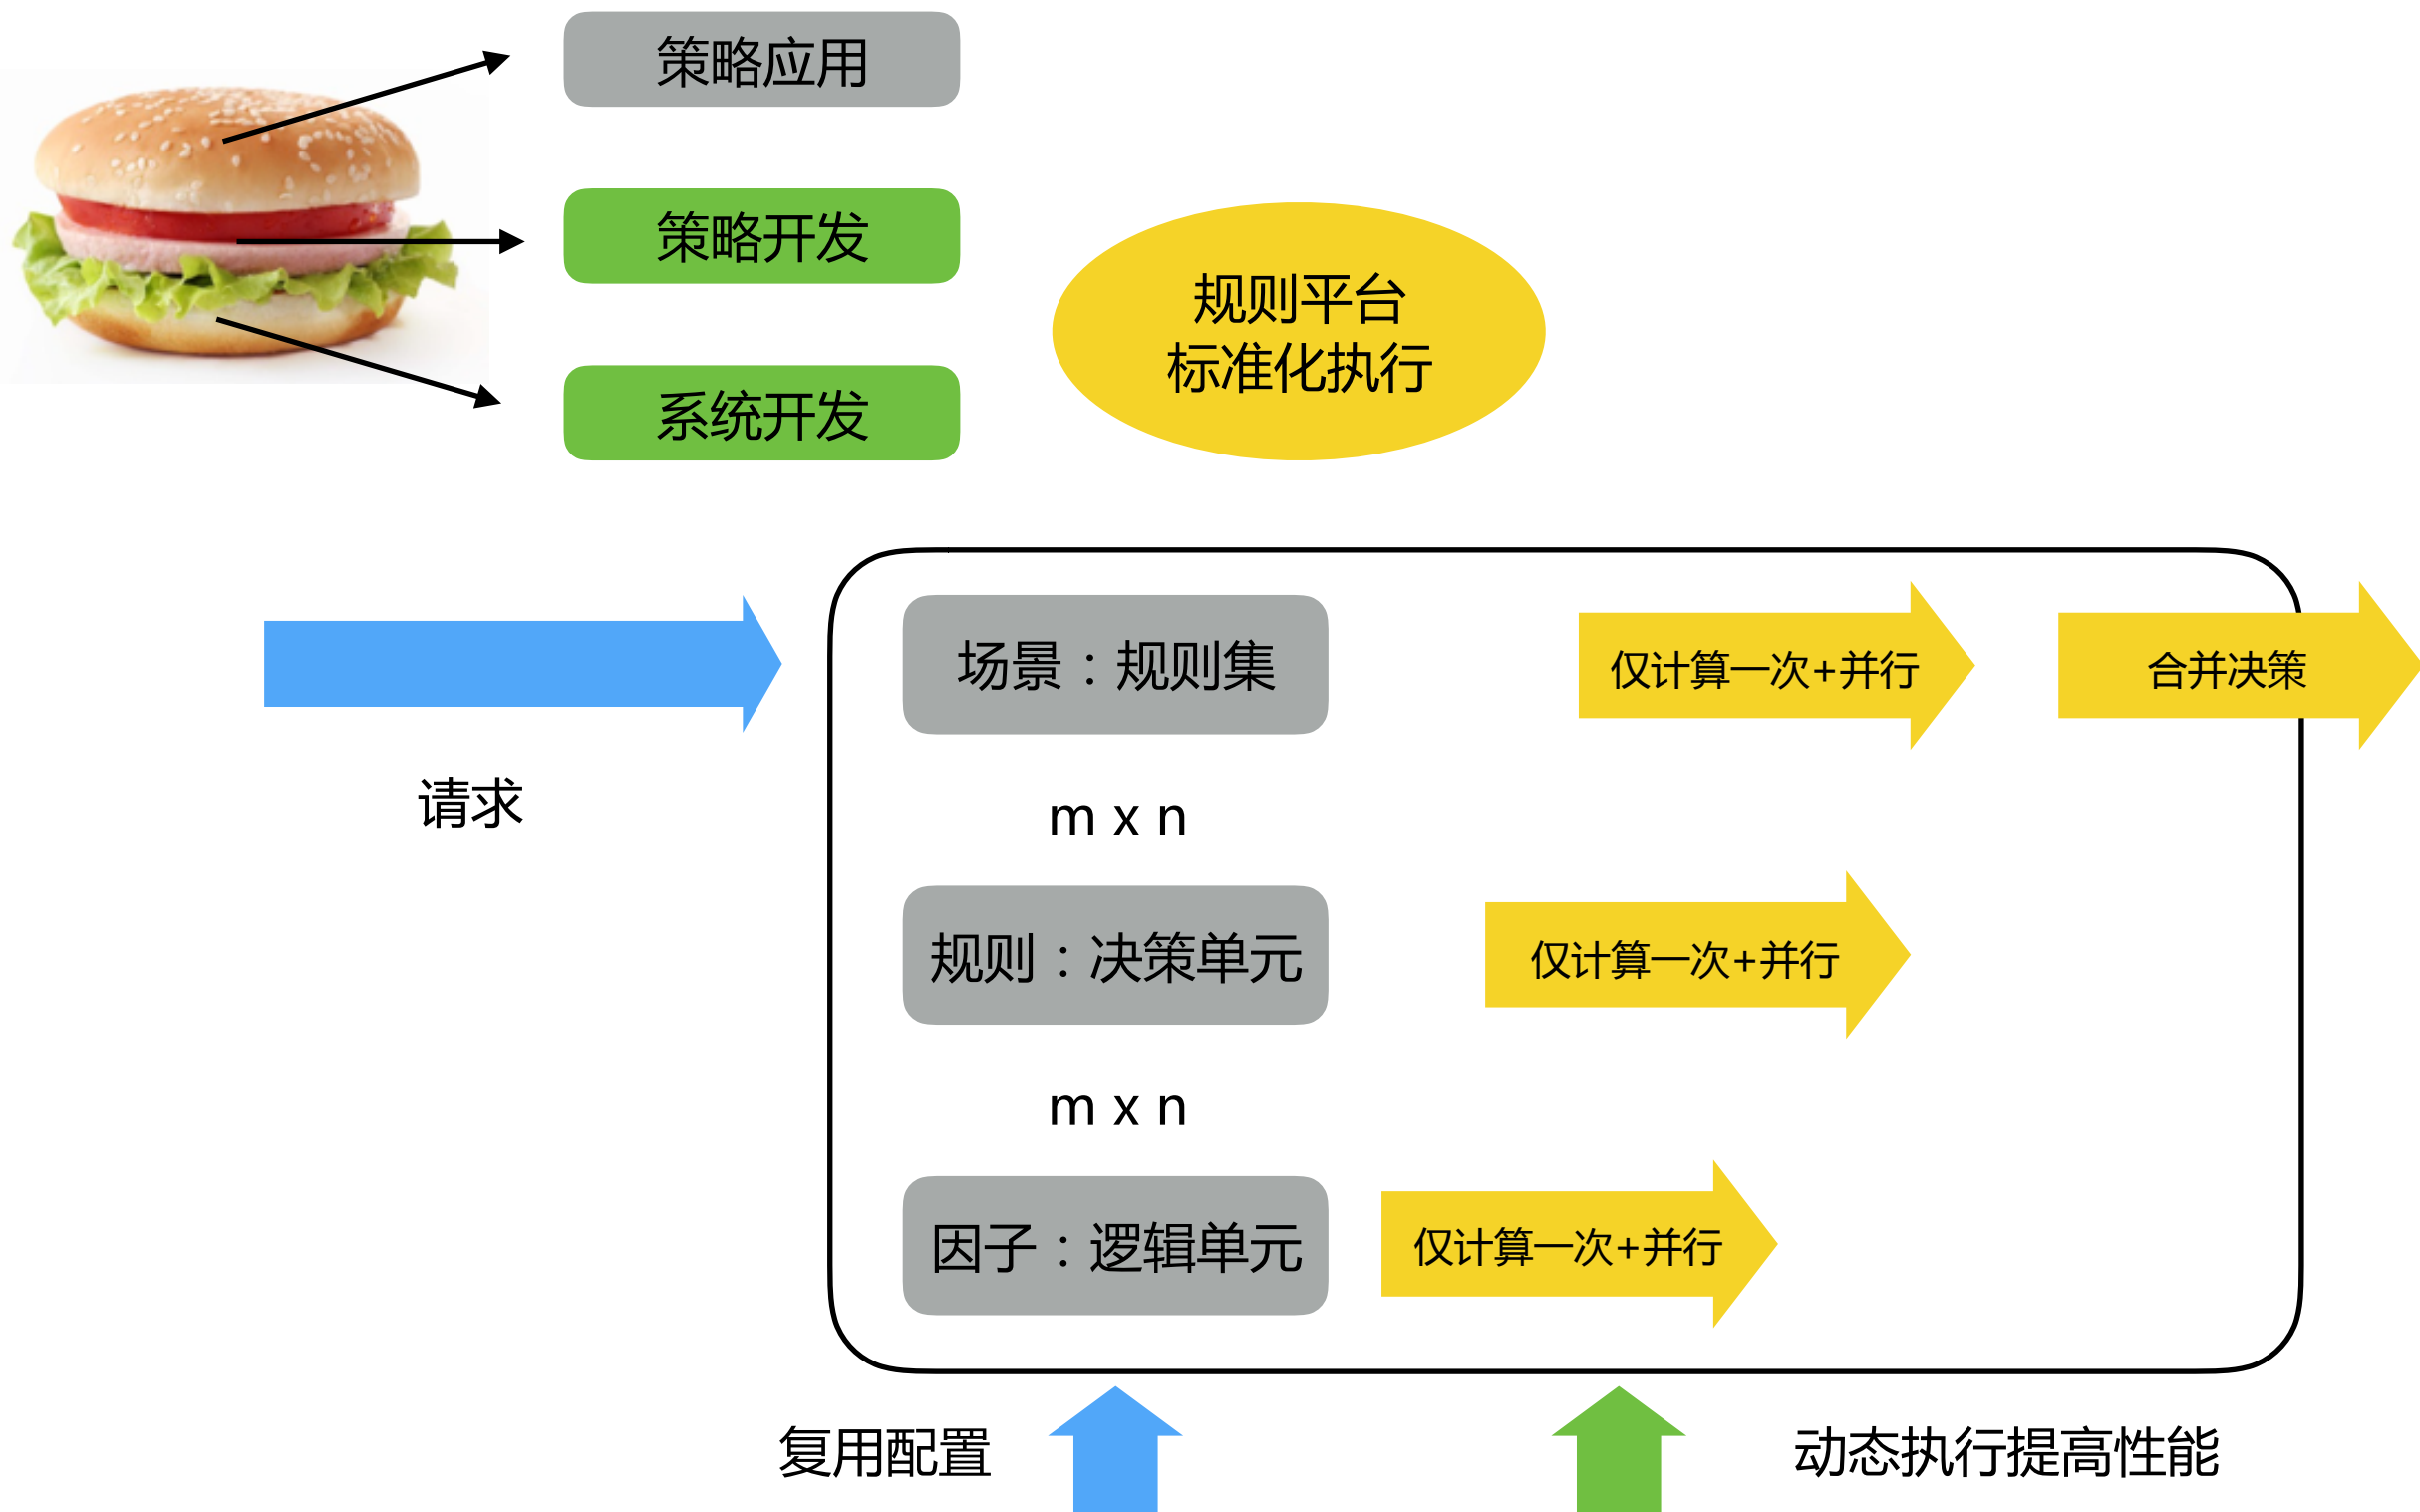 策略应用
策略开发
系统开发
规则平台
标准化执行
请求
场景：规则集
仅计算一次+并行
合并决策
m x n
规则：决策单元
仅计算一次+并行
m x n
因子：逻辑单元
仅计算一次+并行
复用配置
动态执行提高性能